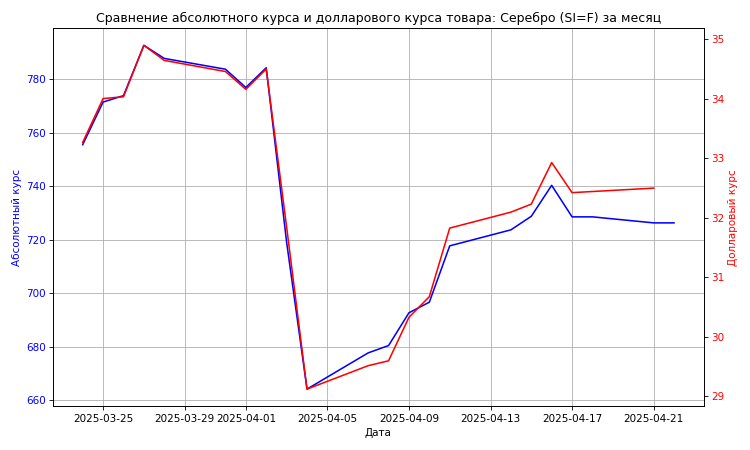 Сравнение абсолютного курса и долларового курса товара: Серебро (SI=F) за месяц
Абсолютный курс
780
760
740
720
700
680
660
35
34
33
32
31
30
29
Долларовый курс
2025-03-25 2025-03-29 2025-04-01 2025-04-05 2025-04-09 2025-04-13 2025-04-17 2025-04-21
Дата